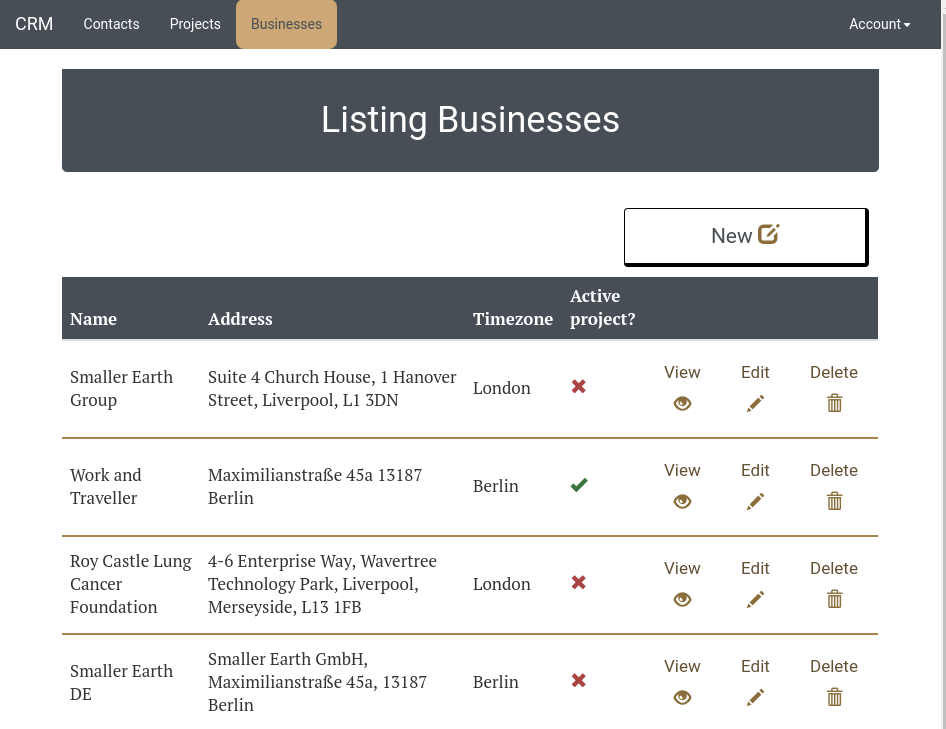 CRM Contacts Projects Businesses Account
Listing Businesses
New
Name Address Timezone Active project?
Smaller Earth Group Suite 4 Church House, 1 Hanover Street, Liverpool, L1 3DN London View Edit Delete
Work and Traveller Maximilianstraße 45a 13187 Berlin Berlin View Edit Delete
Roy Castle Lung Cancer Foundation 4-6 Enterprise Way, Wavertree Technology Park, Liverpool, Merseyside, L13 1FB London View Edit Delete
Smaller Earth DE Smaller Earth GmbH, Maximilianstraße 45a, 13187 Berlin Berlin View Edit Delete